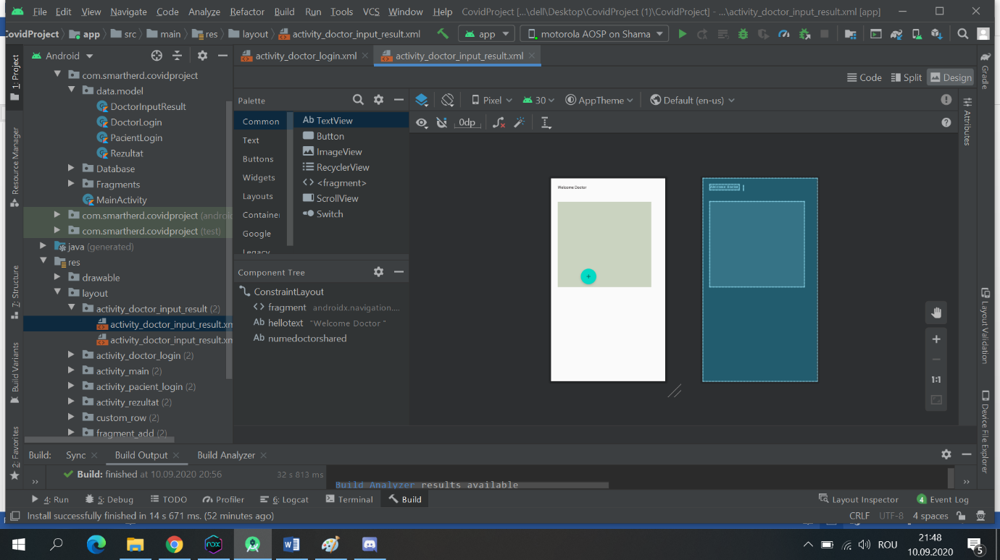 File Edit View Navigate Code Analyze Refactor Build Run Tools VCS Window Help CovidProject [...\dell\Desktop\CovidProject (1)\CovidProject] - ...\activity_doctor_input_result.xml [app]
CovidProject app src main res layout activity_doctor_input_result.xml app motorola AOSP on Shama
Android activity_doctor_login.xml activity_doctor_input_result.xml
1: Project
Resource Manager
Z: Structure
Build Variants
2: Favorites
com.smartherd.covidproject
data.model
DoctorInputResult
DoctorLogin
PacientLogin
Rezultat
Database
Fragments
MainActivity
com.smartherd.covidproject (androi
com.smartherd.covidproject (test)
java (generated)
res
drawable
layout
activity_doctor_input_result (2)
activity_doctor_input_result.xm
activity_doctor_input_result.xm
activity_doctor_login (2)
activity_main (2)
activity_pacient_login (2)
activity_rezultat (2)
custom_row (2)
fragment_add (2)
Code Split Design
Palette
Common
Text
Buttons
Widgets
Layouts
Container
Google
Legacy
Ab TextView
Button
ImageView
RecyclerView
<fragment>
ScrollView
Switch
Pixel 30 AppTheme Default (en-us)
0dp
Component Tree
ConstraintLayout
fragment androidx.navigation....
Ab hellotext "Welcome Doctor "
Ab numedoctorshared
Welcome Doctor
Welcome Doctor
1:1
Gradle
Attributes
Layout Validation
Device File Explorer
Build: Sync Build Output Build Analyzer
Build: finished at 10.09.2020 20:56 32 s 813 ms
Build Analyzer results available
4: Run 5: Debug TODO Profiler 6: Logcat Terminal Build Layout Inspector 4 Event Log
Install successfully finished in 14 s 671 ms. (52 minutes ago) CRLF UTF-8 4 spaces
nox ROU 21:48
10.09.2020 5